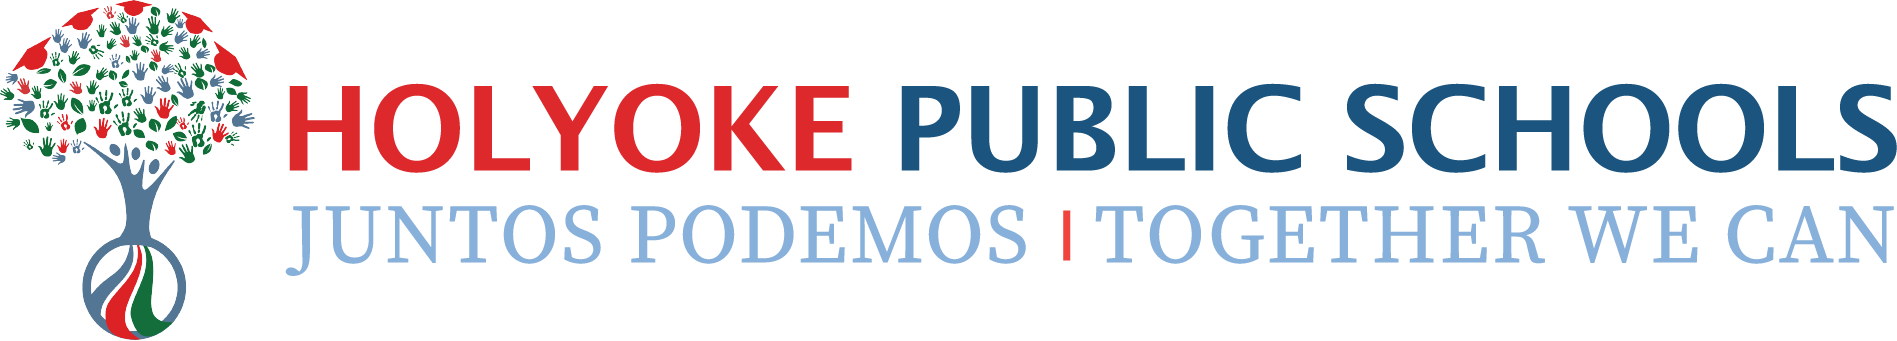 HOLYOKE PUBLIC SCHOOLS
JUNTOS PODEMOS | TOGETHER WE CAN